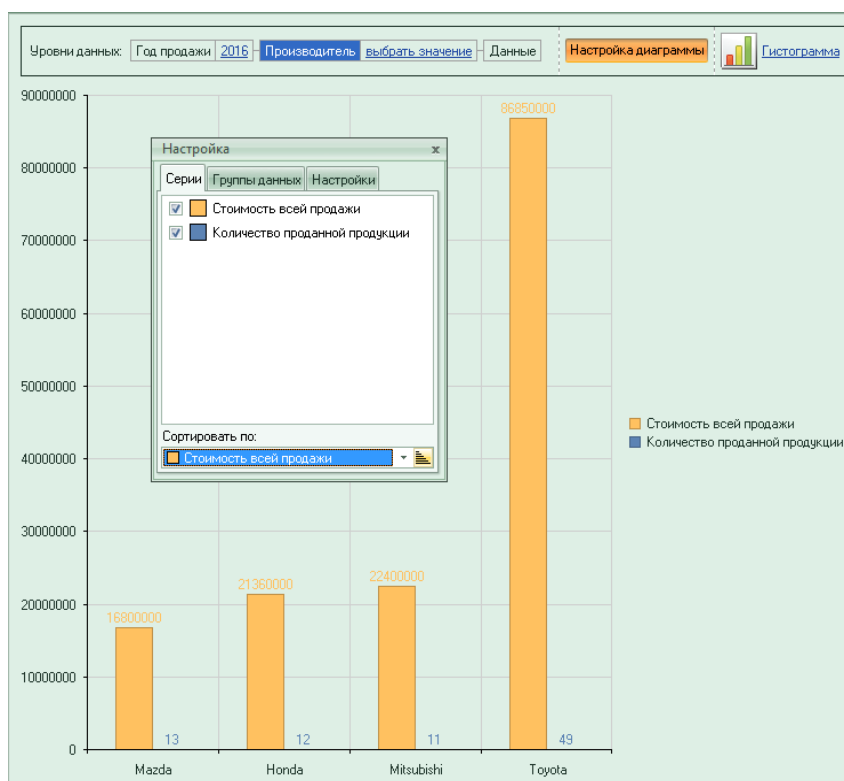 Уровни данных: Год продажи 2016 Производитель выбрать значение Данные Настройка диаграммы Гистограмма
90000000
86850000
Настройка x
80000000
Серии Группы данных Настройки
Стоимость всей продажи
Количество проданной продукции
70000000
60000000
50000000
Стоимость всей продажи
Сортировать по:
Количество проданной продукции
40000000
Стоимость всей продажи
30000000
22400000
21360000
20000000
16800000
10000000
13 12 11 49
0
Mazda Honda Mitsubishi Toyota